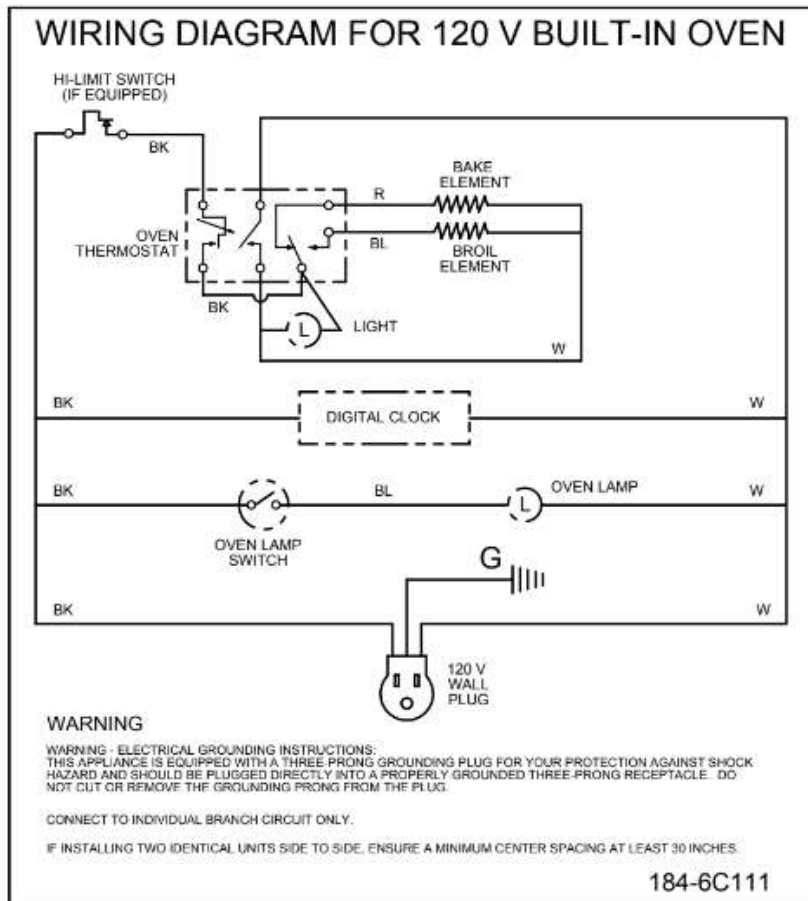 WIRING DIAGRAM FOR 120 V BUILT-IN OVEN
HI-LIMIT SWITCH
(IF EQUIPPED)
BK
OVEN
THERMOSTAT
R
BAKE
ELEMENT
BL
BROIL
ELEMENT
BK
L
LIGHT
W
BK
DIGITAL CLOCK
W
BK
BL
L
OVEN LAMP
W
OVEN LAMP
SWITCH
G
BK
W
120 V
WALL
PLUG
WARNING
WARNING - ELECTRICAL GROUNDING INSTRUCTIONS:
THIS APPLIANCE IS EQUIPPED WITH A THREE-PRONG GROUNDING PLUG FOR YOUR PROTECTION AGAINST SHOCK
HAZARD AND SHOULD BE PLUGGED DIRECTLY INTO A PROPERLY GROUNDED THREE-PRONG RECEPTACLE. DO
NOT CUT OR REMOVE THE GROUNDING PRONG FROM THE PLUG.
CONNECT TO INDIVIDUAL BRANCH CIRCUIT ONLY.
IF INSTALLING TWO IDENTICAL UNITS SIDE TO SIDE, ENSURE A MINIMUM CENTER SPACING AT LEAST 30 INCHES.
184-6C111